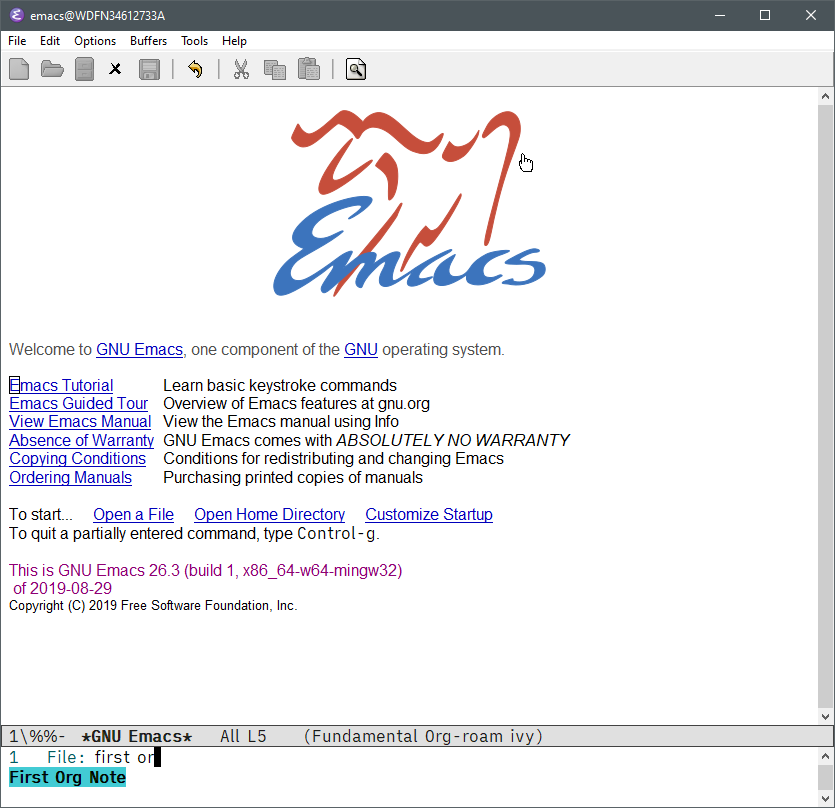 emacs@WDFN34612733A
File Edit Options Buffers Tools Help
Emacs
Welcome to GNU Emacs, one component of the GNU operating system.
Emacs Tutorial Learn basic keystroke commands
Emacs Guided Tour Overview of Emacs features at gnu.org
View Emacs Manual View the Emacs manual using Info
Absence of Warranty GNU Emacs comes with ABSOLUTELY NO WARRANTY
Copying Conditions Conditions for redistributing and changing Emacs
Ordering Manuals Purchasing printed copies of manuals
To start... Open a File Open Home Directory Customize Startup
To quit a partially entered command, type Control-g.
This is GNU Emacs 26.3 (build 1, x86_64-w64-mingw32)
of 2019-08-29
Copyright (C) 2019 Free Software Foundation, Inc.
1\%%- *GNU Emacs* All L5 (Fundamental Org-roam ivy)
1 File: first or
First Org Note